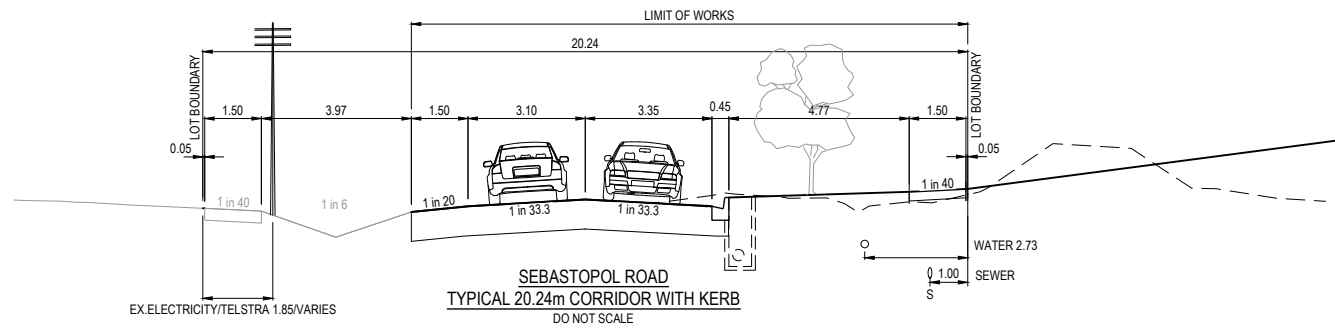 LIMIT OF WORKS
20.24
LOT BOUNDARY
LOT BOUNDARY
1.50
3.97
1.50
3.10
3.35
0.45
4.77
1.50
0.05
0.05
1 in 40
1 in 6
1 in 20
1 in 33.3
1 in 33.3
1 in 40
WATER 2.73
1.00
SEWER
S
EX.ELECTRICITY/TELSTRA 1.85/VARIES
SEBASTOPOL ROAD
TYPICAL 20.24m CORRIDOR WITH KERB
DO NOT SCALE